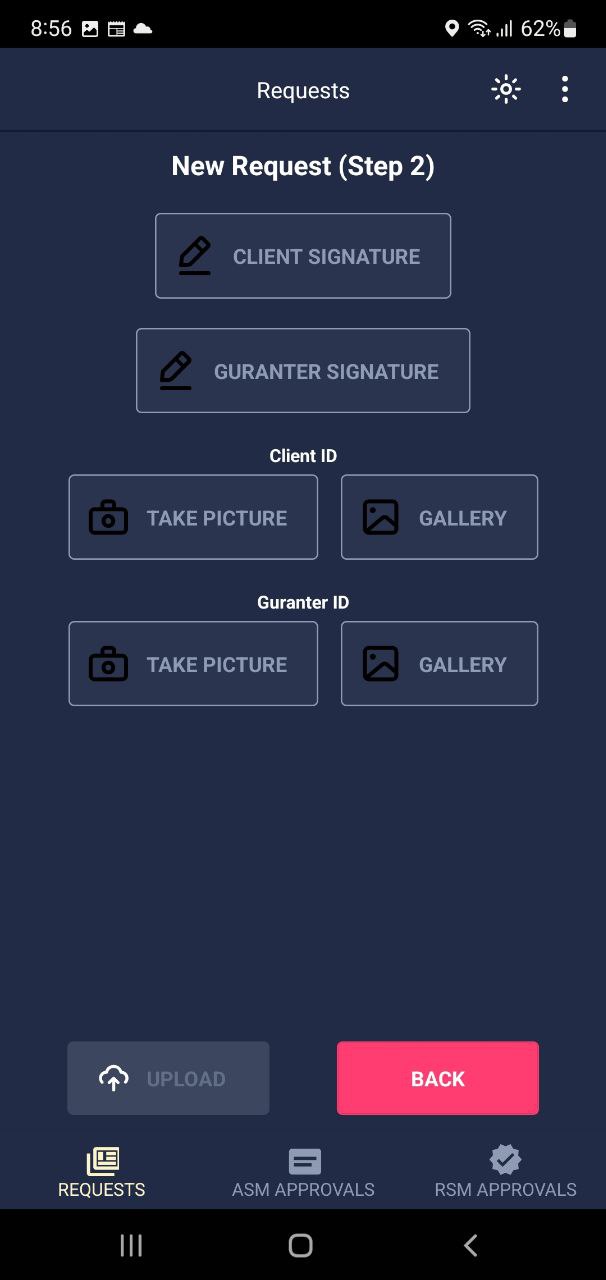 8:56 62%
Requests
New Request (Step 2)
CLIENT SIGNATURE
GURANTER SIGNATURE
Client ID
TAKE PICTURE GALLERY
Guranter ID
TAKE PICTURE GALLERY
UPLOAD BACK
REQUESTS ASM APPROVALS RSM APPROVALS